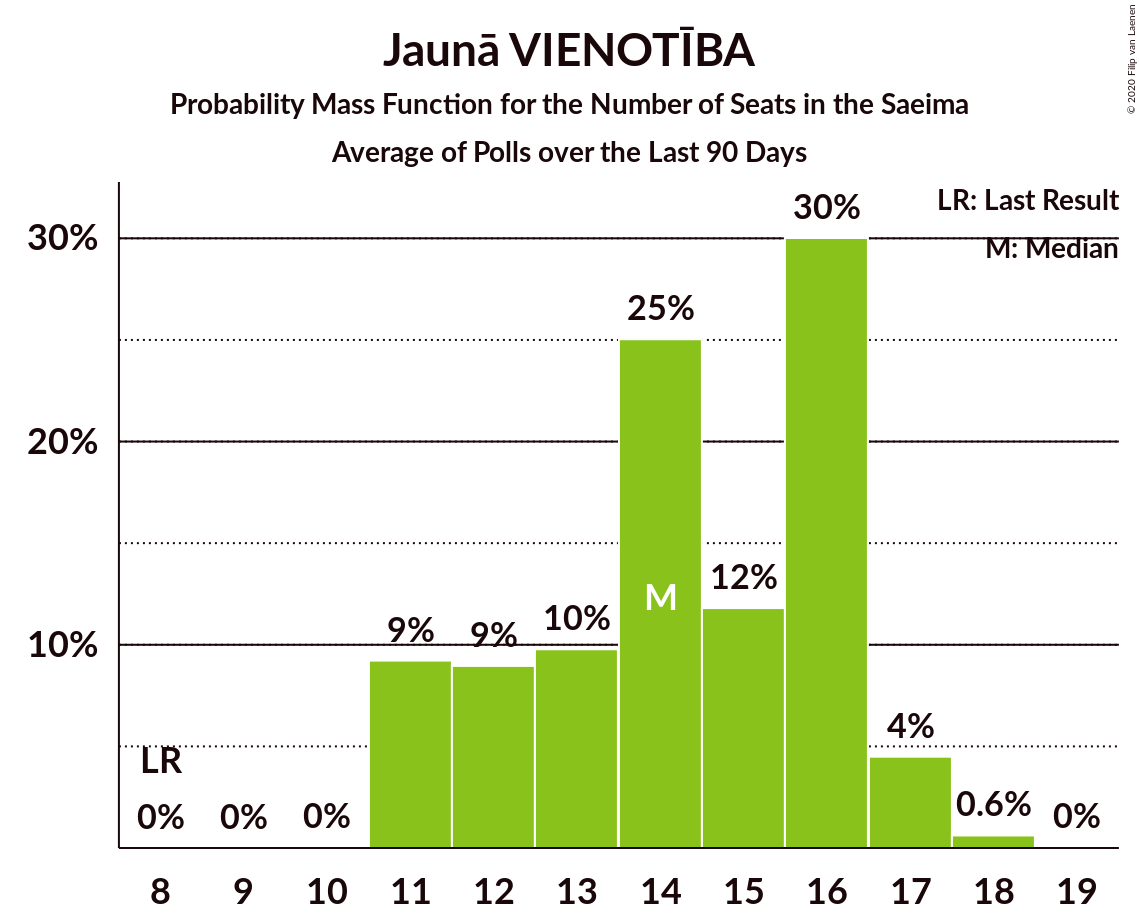 Jaunā VIENOTĪBA
Probability Mass Function for the Number of Seats in the Saeima
Average of Polls over the Last 90 Days
© 2020 Filip van Laenen
LR: Last Result
M: Median
30%
20%
10%
LR
0%
0%
0%
9%
9%
10%
25%
M
12%
30%
4%
0.6%
0%
8 9 10 11 12 13 14 15 16 17 18 19